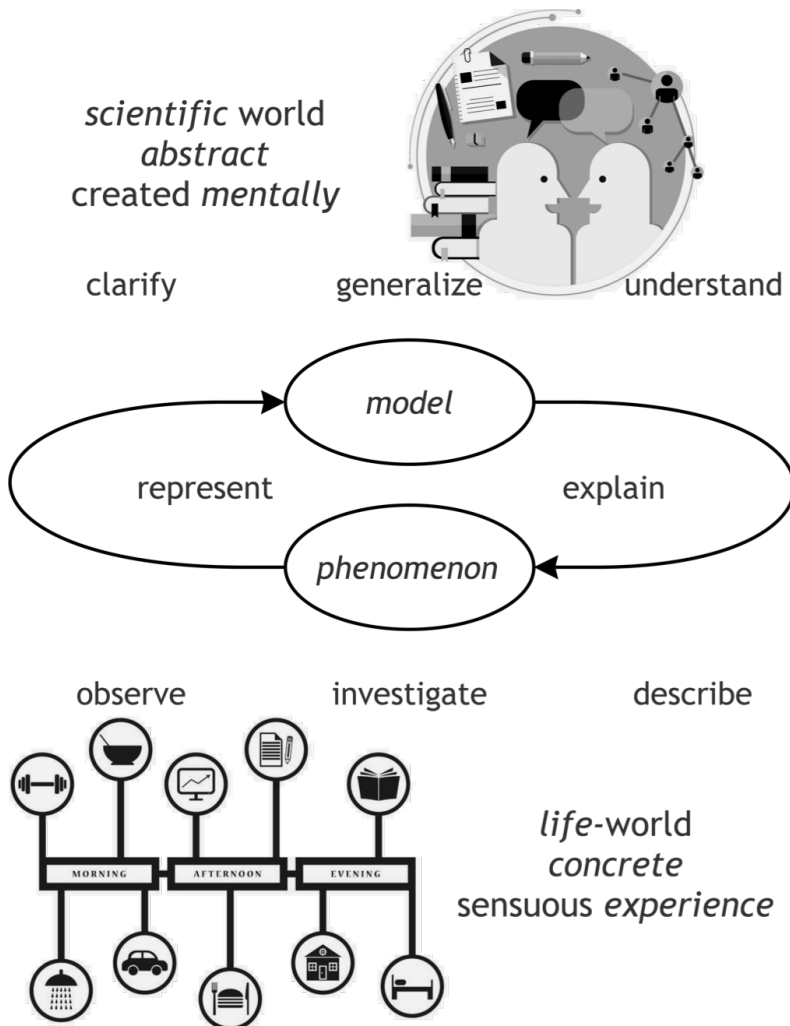 scientific world
abstract
created mentally
clarify generalize understand
model
represent explain
phenomenon
observe investigate describe
MORNING AFTERNOON EVENING
life-world
concrete
sensuous experience